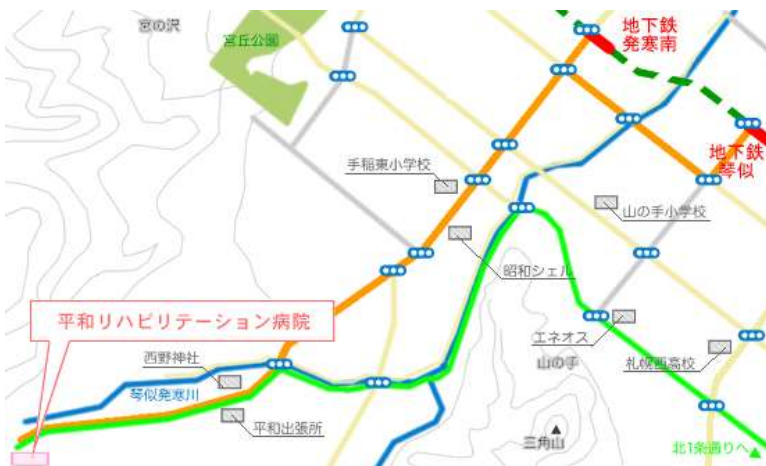 宮の沢
宮丘公園
地下鉄
発寒南
地下鉄
琴似
手稲東小学校
山の手小学校
昭和シェル
平和リハビリテーション病院
エネオス
西野神社
山の手
札幌西高校
琴似発寒川
平和出張所
三角山
北1条通りへ